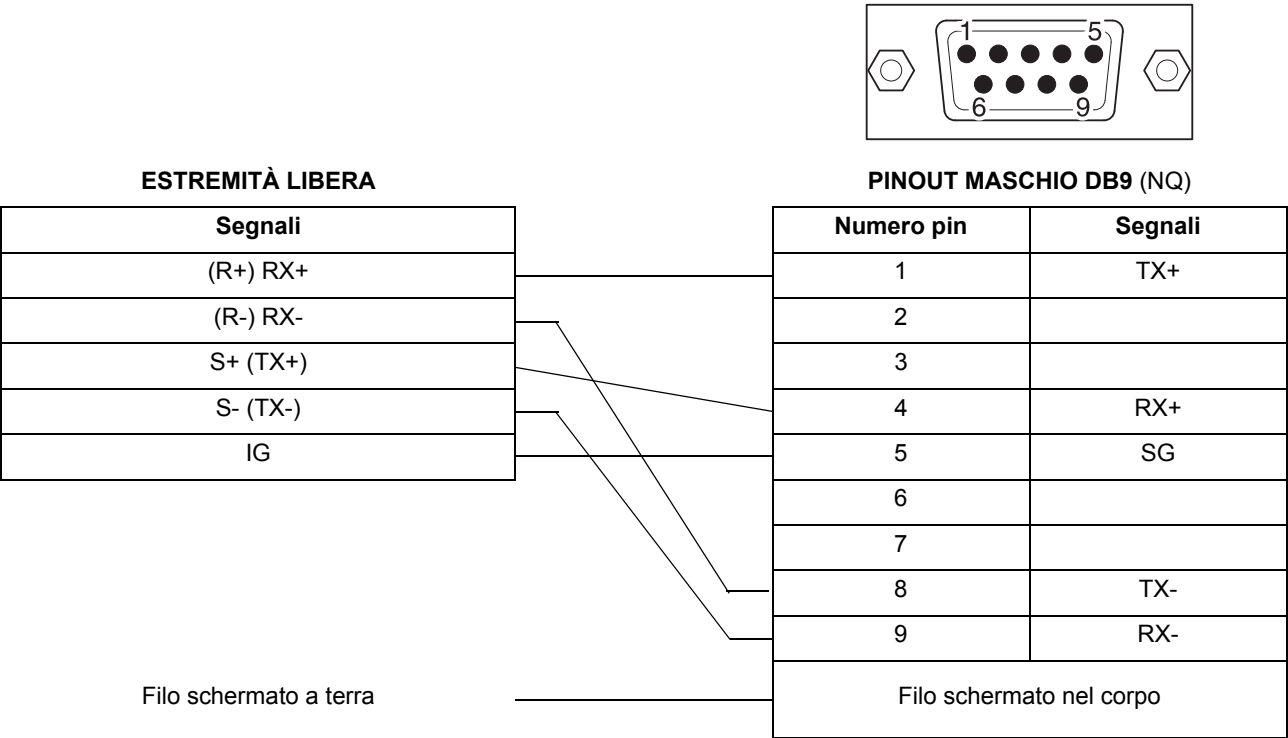 1 5
6 9
ESTREMITÀ LIBERA
PINOUT MASCHIO DB9 (NQ)
Segnali
Numero pin Segnali
(R+) RX+
1 TX+
(R-) RX-
2
S+ (TX+)
3
S- (TX-)
4 RX+
IG
5 SG
6
7
8 TX-
9 RX-
Filo schermato a terra
Filo schermato nel corpo